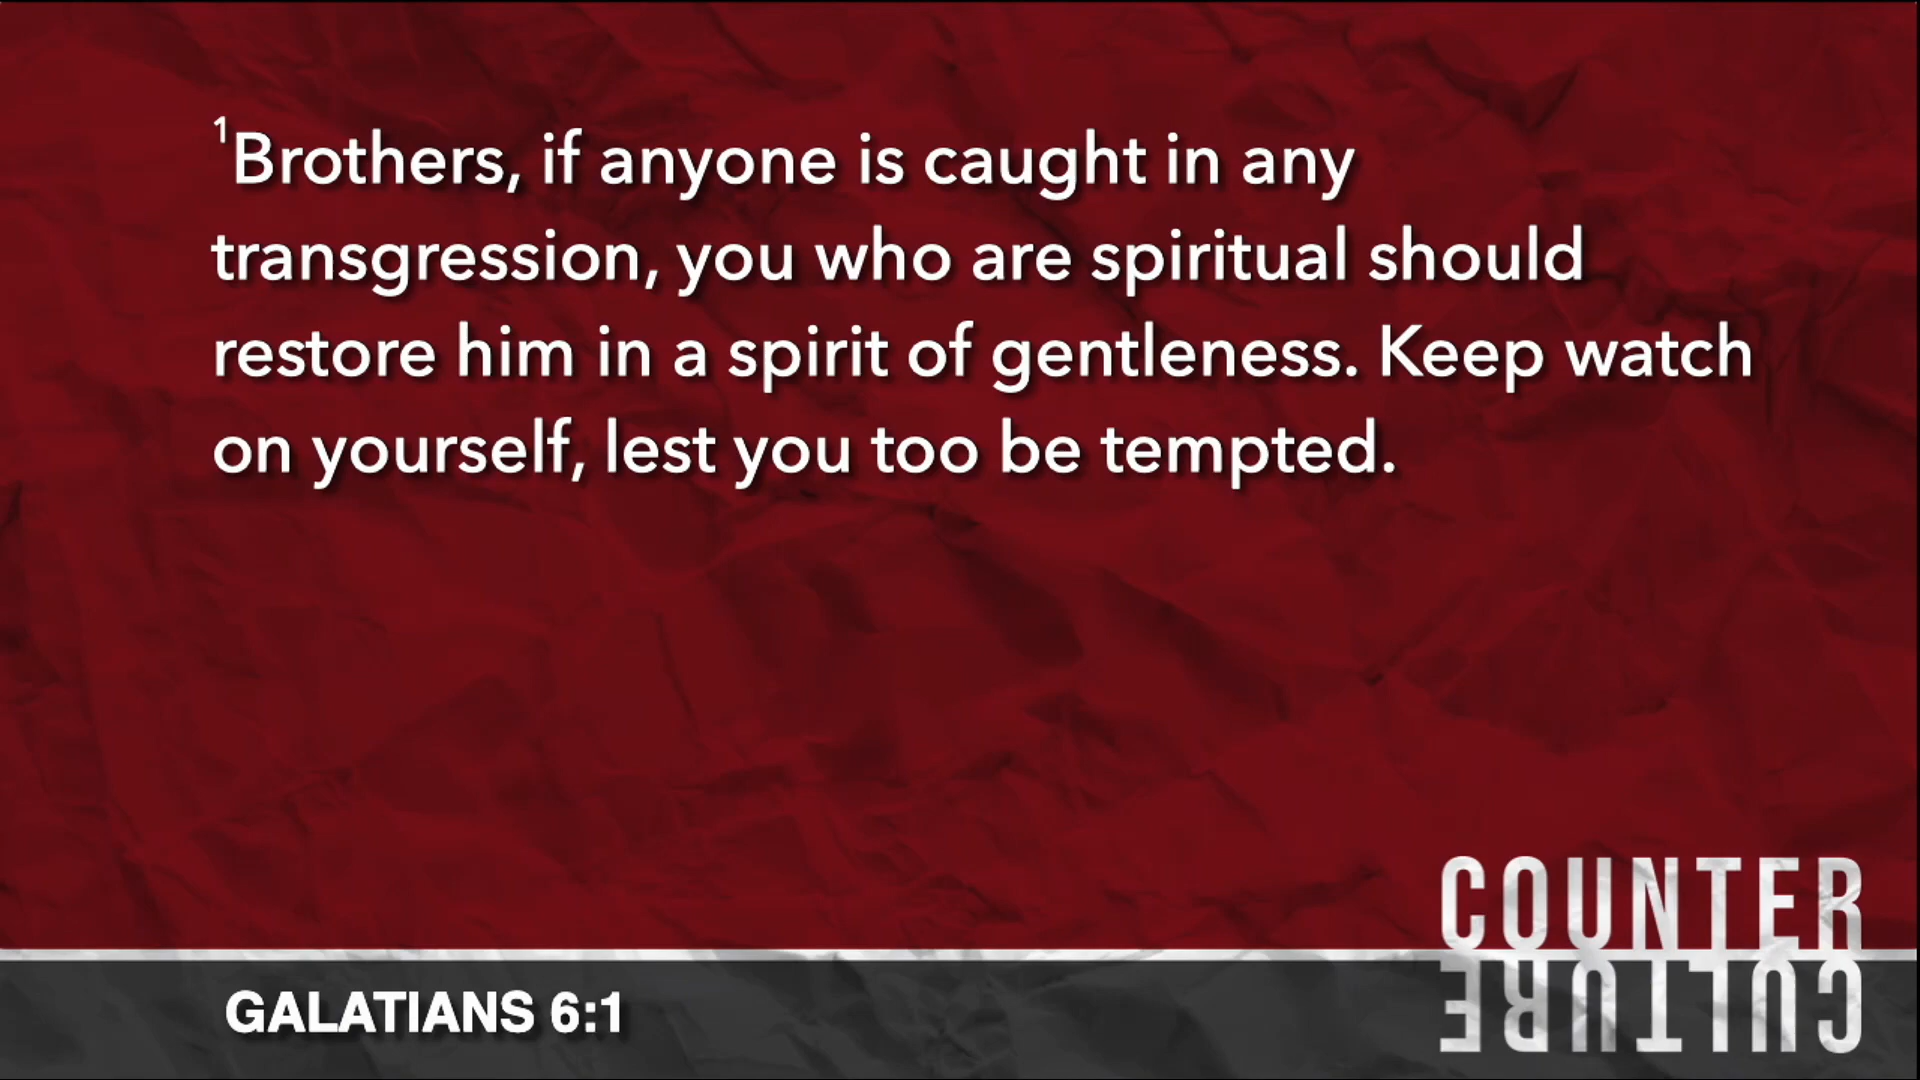 ¹Brothers, if anyone is caught in any
transgression, you who are spiritual should
restore him in a spirit of gentleness. Keep watch
on yourself, lest you too be tempted.
COUNTER
CULTURE
GALATIANS 6:1